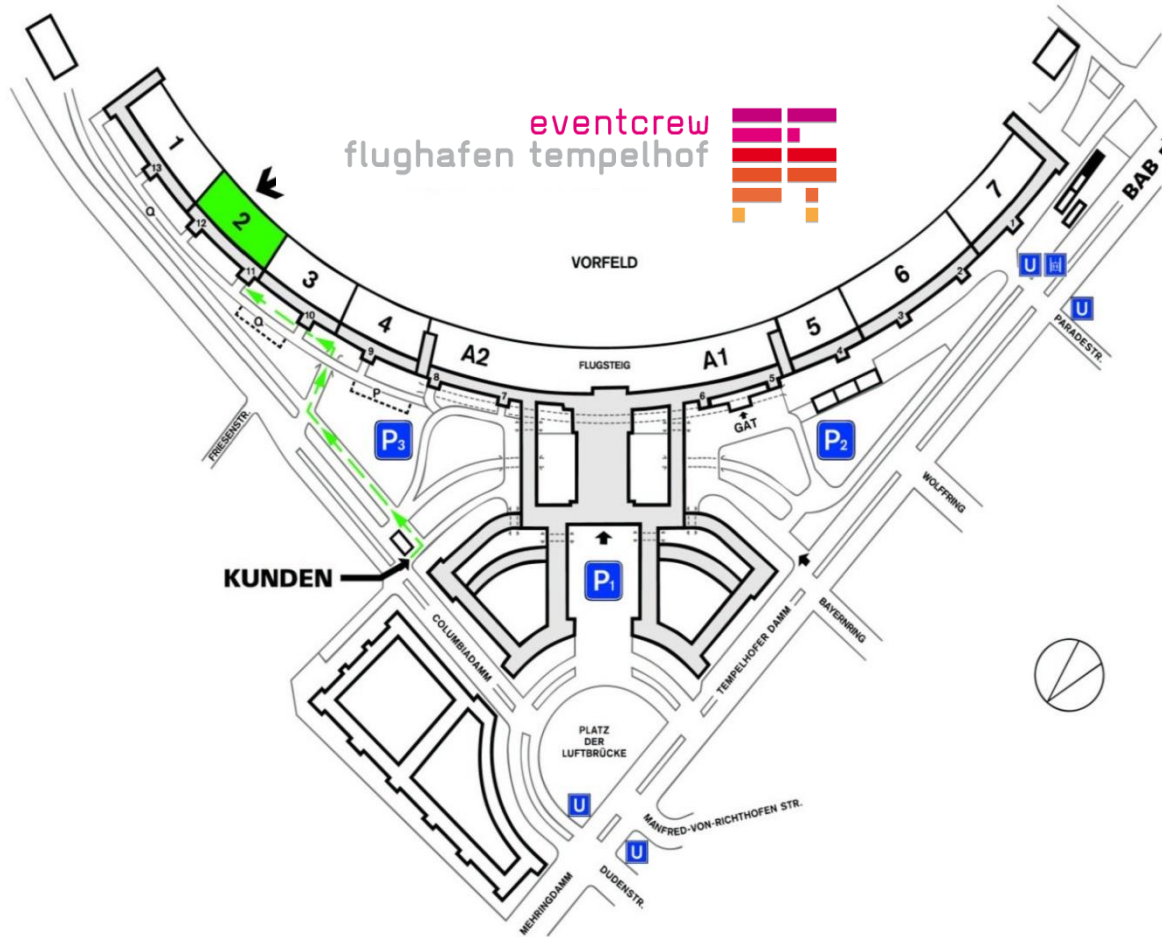 eventcrew
flughafen tempelhof
BAB
1
2
3
4
A2
FLUGSTEIG
A1
5
6
7
VORFELD
13
Q
12
11
10
Q
9
P
8
7
6
GAT
5
4
3
2
1
U
U
PARADESTR.
FRIESENSTR.
P3
P2
WOLFFRING
KUNDEN
P1
BAYERNRING
COLUMBIADAMM
TEMPELHOFER DAMM
PLATZ
DER
LUFTBRÜCKE
U
MANFRED-VON-RICHTHOFEN STR.
U
DUDENSTR.
MEHRINGDAMM